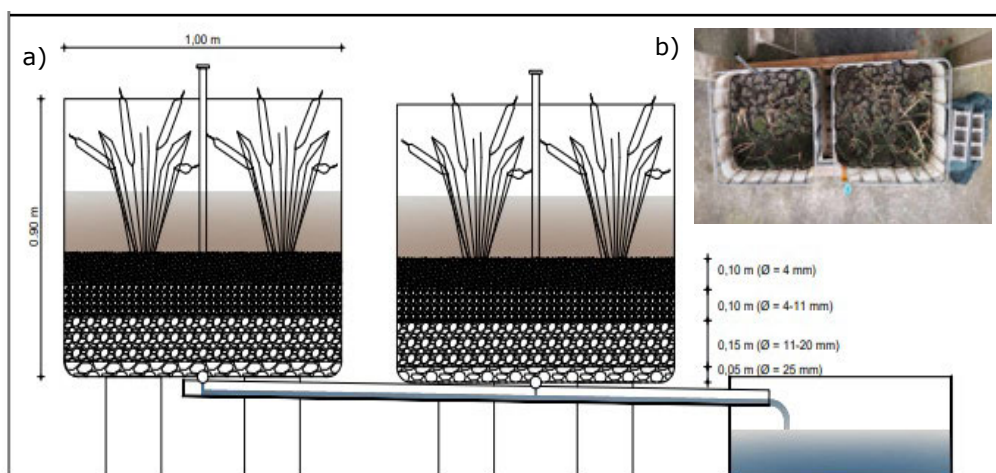 a)
1,00 m
b)
0.90 m
0,10 m (Ø = 4 mm)
0,10 m (Ø = 4-11 mm)
0,15 m (Ø = 11-20 mm)
0,05 m (Ø = 25 mm)